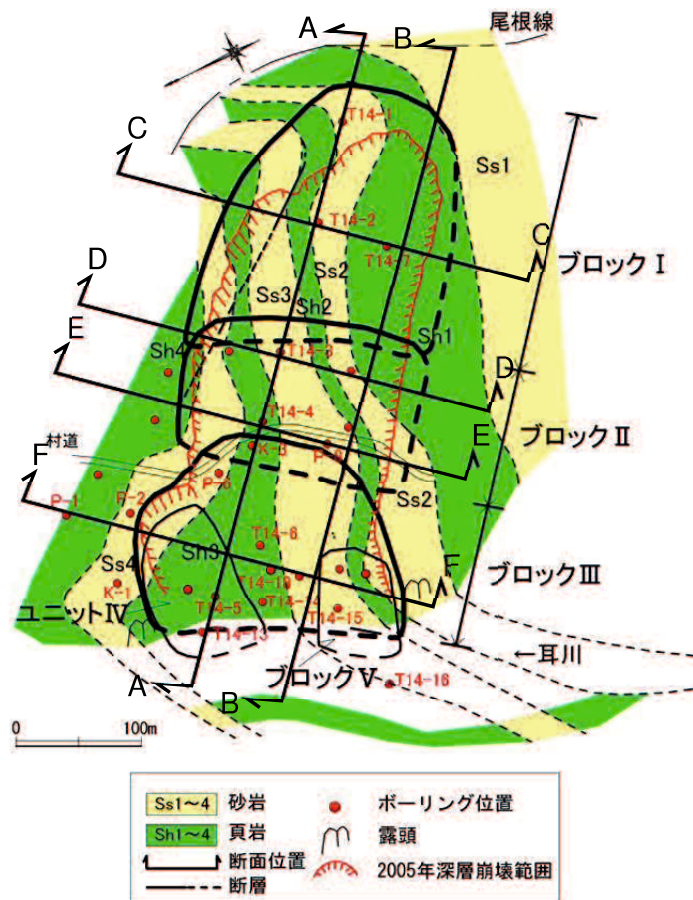 尾根線
A
B
T14-1
C
Ss1
T14-2
T14-7
C
ブロックⅠ
Ss2
D
Ss3
Sh2
Sh1
E
Sh4
T14-3
D
T14-4
村道
K-3
E
ブロックⅡ
F
P-6
Ss2
P-1
P-2
T14-6
Ss4
Sh3
F
ブロックⅢ
K-1
T14-5
T14-15
ユニットⅣ
T14-13
←耳川
ブロックⅤ
A
B
T14-16
0
100m
Ss1〜4 砂岩
ボーリング位置
Sh1〜4 頁岩
露頭
断面位置
2005年深層崩壊範囲
断層